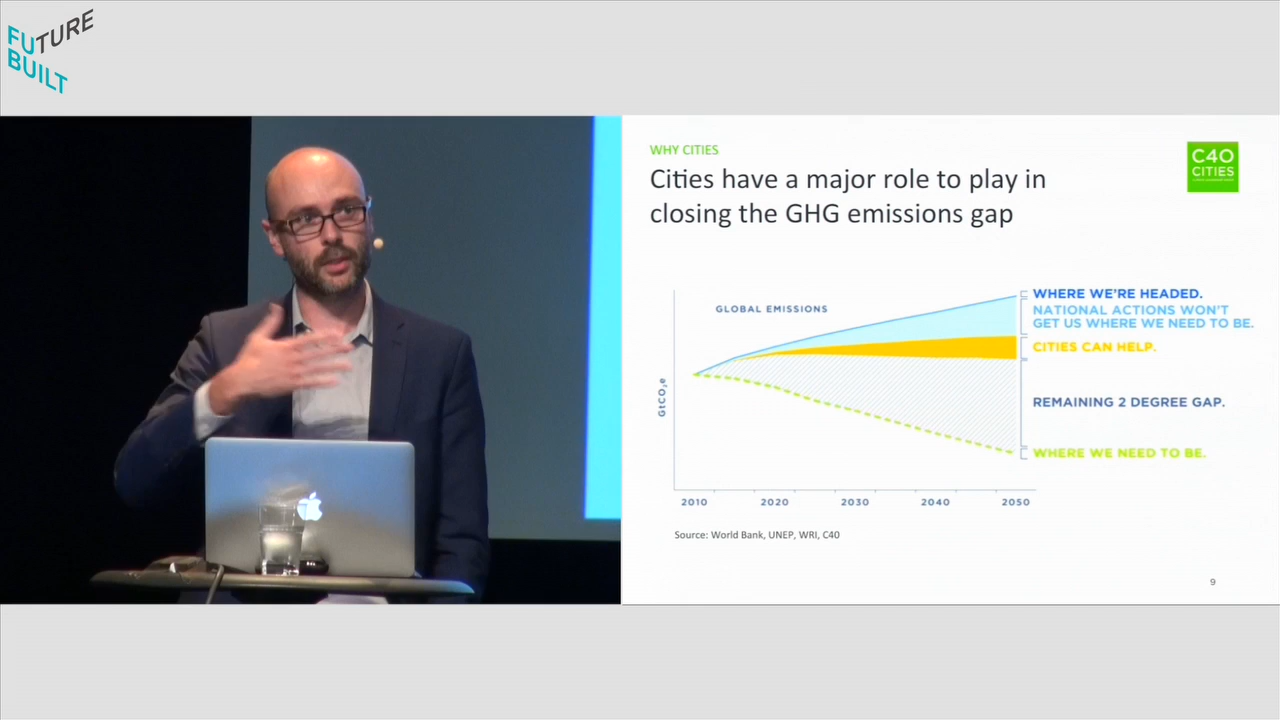 FUTURE
BUILT
WHY CITIES
Cities have a major role to play in
closing the GHG emissions gap
C40
CITIES
GLOBAL EMISSIONS
WHERE WE'RE HEADED.
NATIONAL ACTIONS WON'T
GET US WHERE WE NEED TO BE.
CITIES CAN HELP.
REMAINING 2 DEGREE GAP.
WHERE WE NEED TO BE.
GtCO₂e
2010 2020 2030 2040 2050
Source: World Bank, UNEP, WRI, C40
9